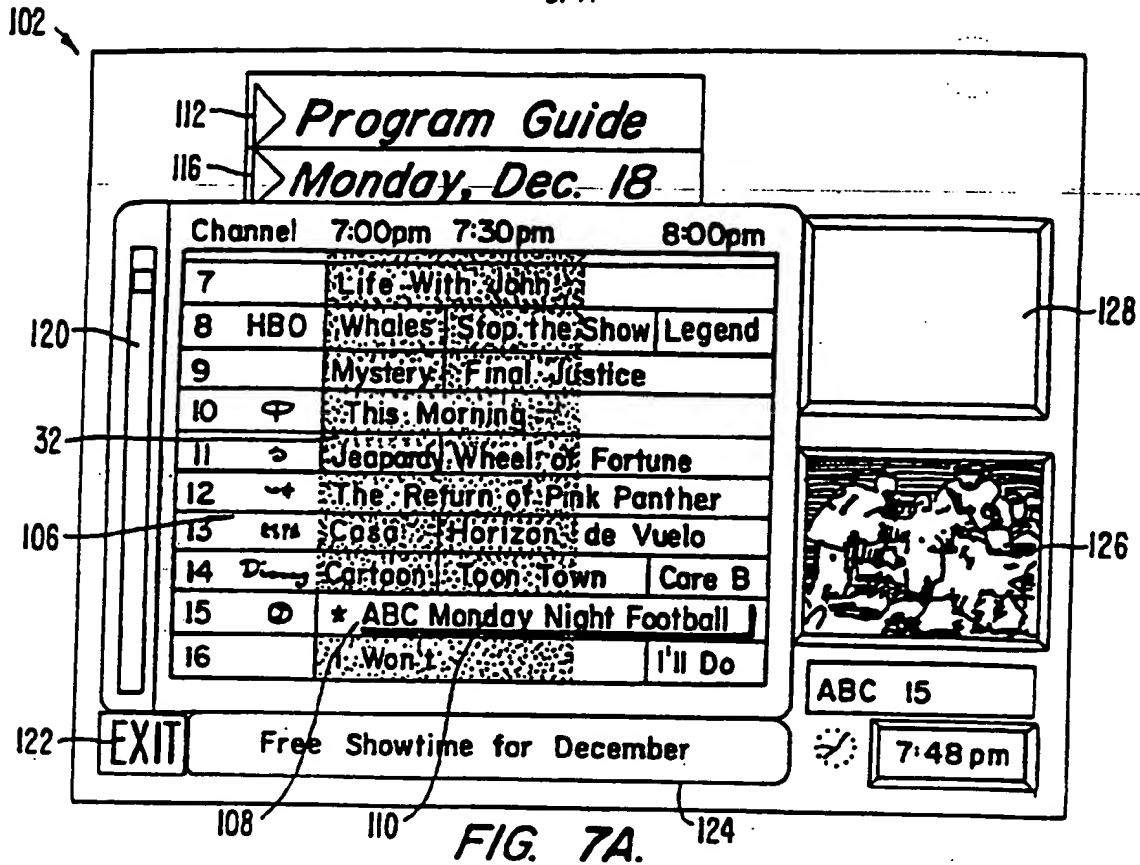 102
112
Program Guide
116
Monday, Dec. 18
Channel 7:00pm 7:30pm 8:00pm
7 Life With John
120
8 HBO Whales Stop the Show Legend
128
9 Mystery Final Justice
10 This Morning
32
11 Jeapardy Wheel of Fortune
12 The Return of Pink Panther
106
13 Casa Horizon de Vuelo
126
14 Disney Cartoon Toon Town Care B
15 * ABC Monday Night Football
16 I Won't I'll Do
ABC 15
122
EXIT Free Showtime for December
7:48 pm
108
110
124
FIG. 7A.